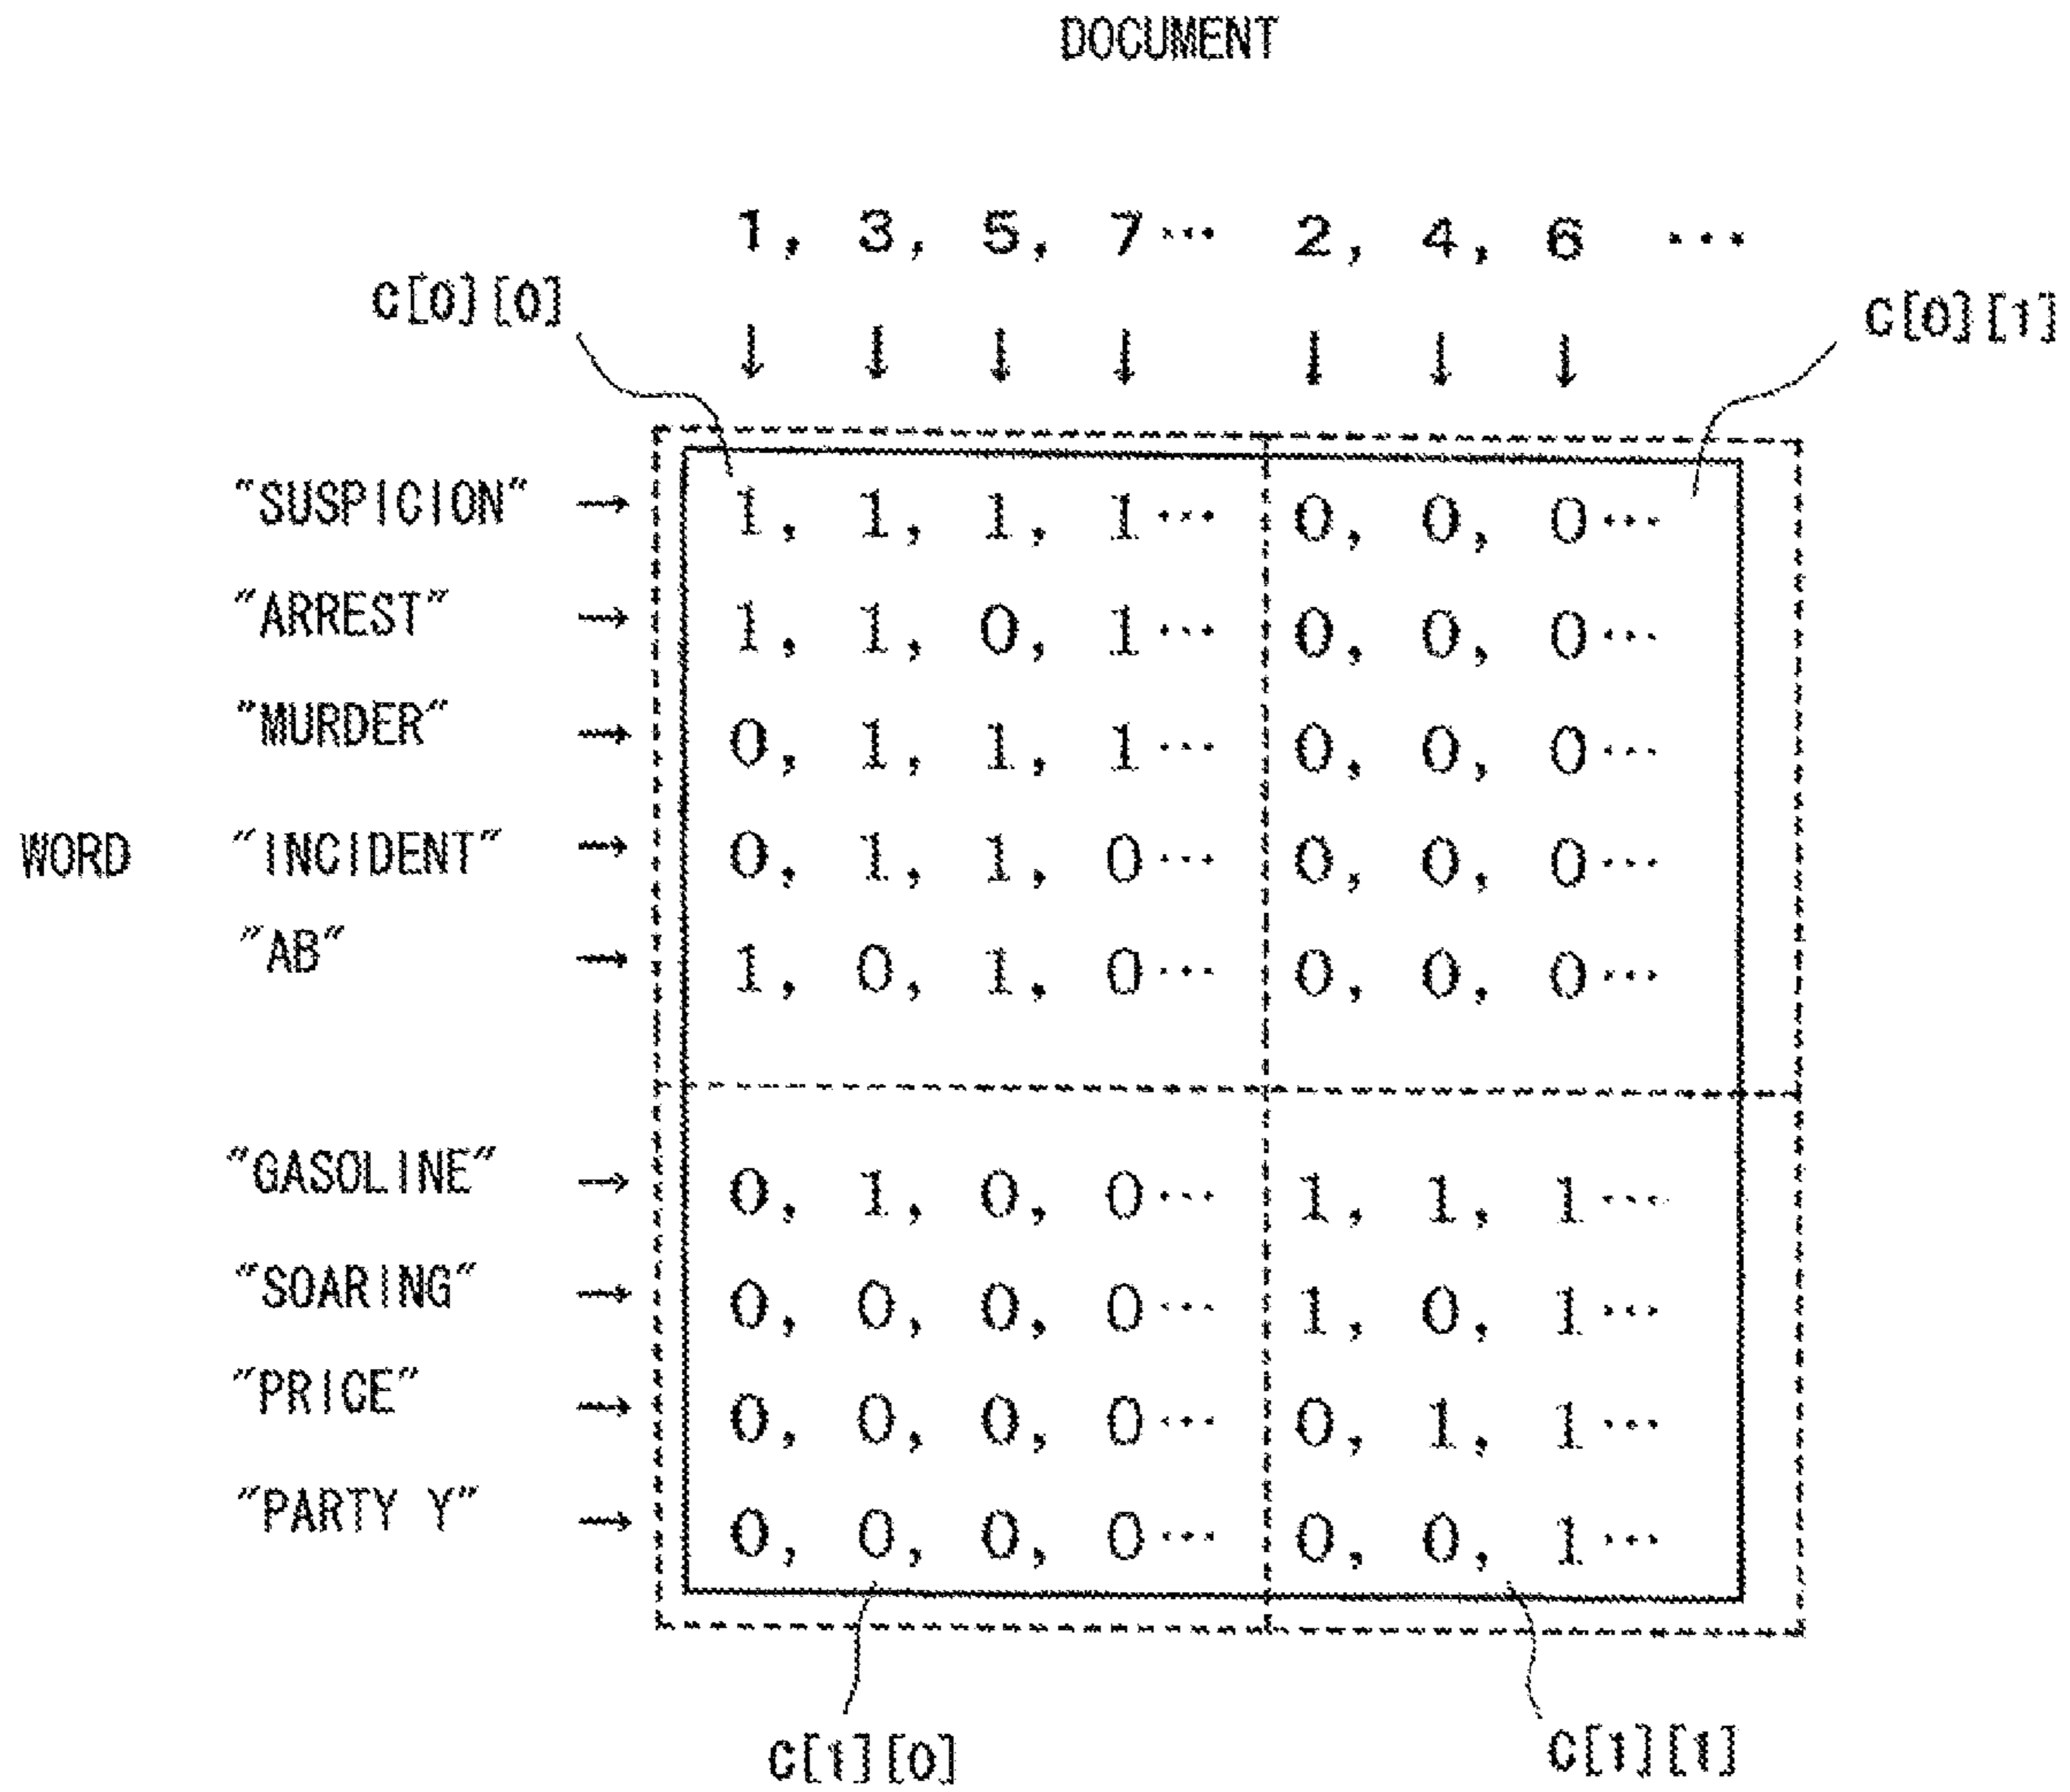 DOCUMENT
1, 3, 5, 7··· 2, 4, 6 ···
C[0][0]
C[0][1]
↓ ↓ ↓ ↓ ↓ ↓ ↓
"SUSPICION" → 1, 1, 1, 1··· 0, 0, 0···
"ARREST" → 1, 1, 0, 1··· 0, 0, 0···
"MURDER" → 0, 1, 1, 1··· 0, 0, 0···
WORD "INCIDENT" → 0, 1, 1, 0··· 0, 0, 0···
"AB" → 1, 0, 1, 0··· 0, 0, 0···
"GASOLINE" → 0, 1, 0, 0··· 1, 1, 1···
"SOARING" → 0, 0, 0, 0··· 1, 0, 1···
"PRICE" → 0, 0, 0, 0··· 0, 1, 1···
"PARTY Y" → 0, 0, 0, 0··· 0, 0, 1···
C[1][0]
C[1][1]